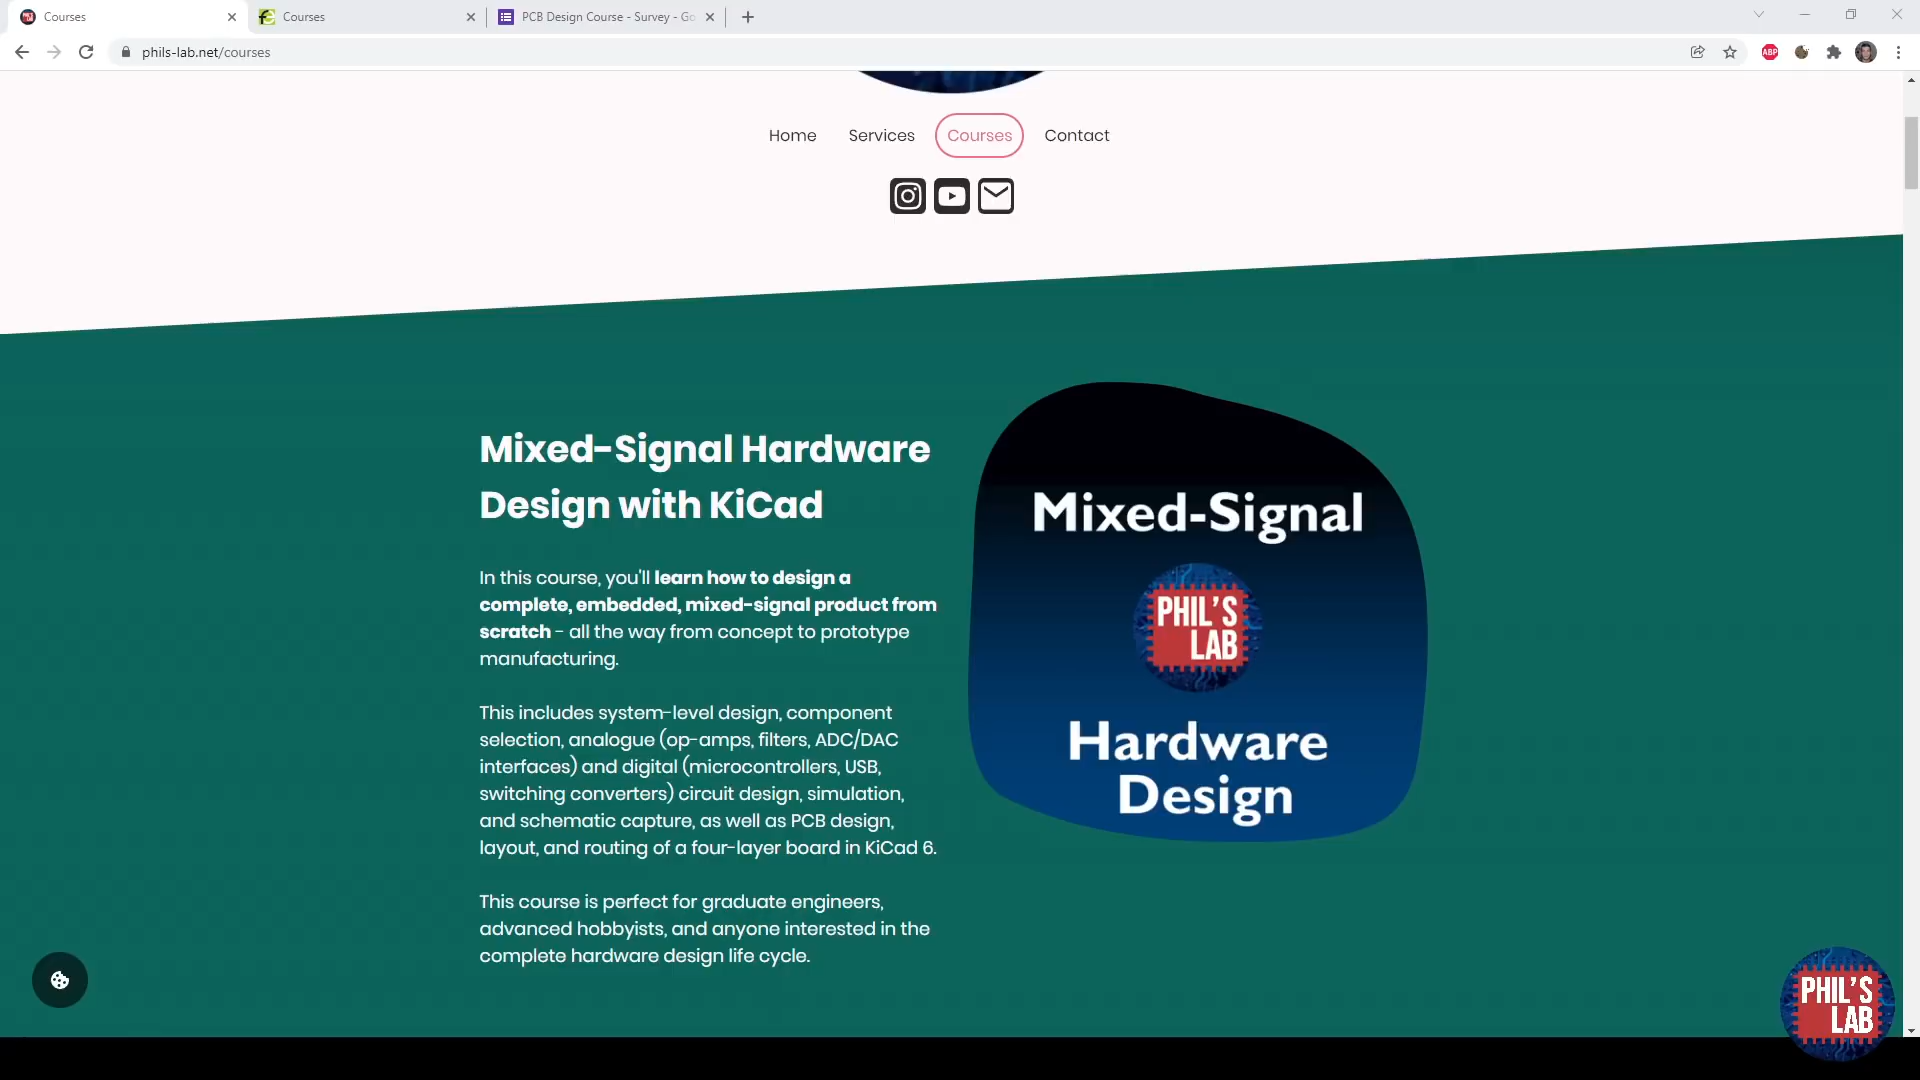 Courses
Courses
PCB Design Course - Survey - Go
phils-lab.net/courses
ABP
Home
Services
Courses
Contact
Mixed-Signal Hardware
Design with KiCad
In this course, you'll learn how to design a
complete, embedded, mixed-signal product from
scratch - all the way from concept to prototype
manufacturing.
This includes system-level design, component
selection, analogue (op-amps, filters, ADC/DAC
interfaces) and digital (microcontrollers, USB,
switching converters) circuit design, simulation,
and schematic capture, as well as PCB design,
layout, and routing of a four-layer board in KiCad 6.
This course is perfect for graduate engineers,
advanced hobbyists, and anyone interested in the
complete hardware design life cycle.
Mixed-Signal
PHIL'S
LAB
Hardware
Design
PHIL'S
LAB